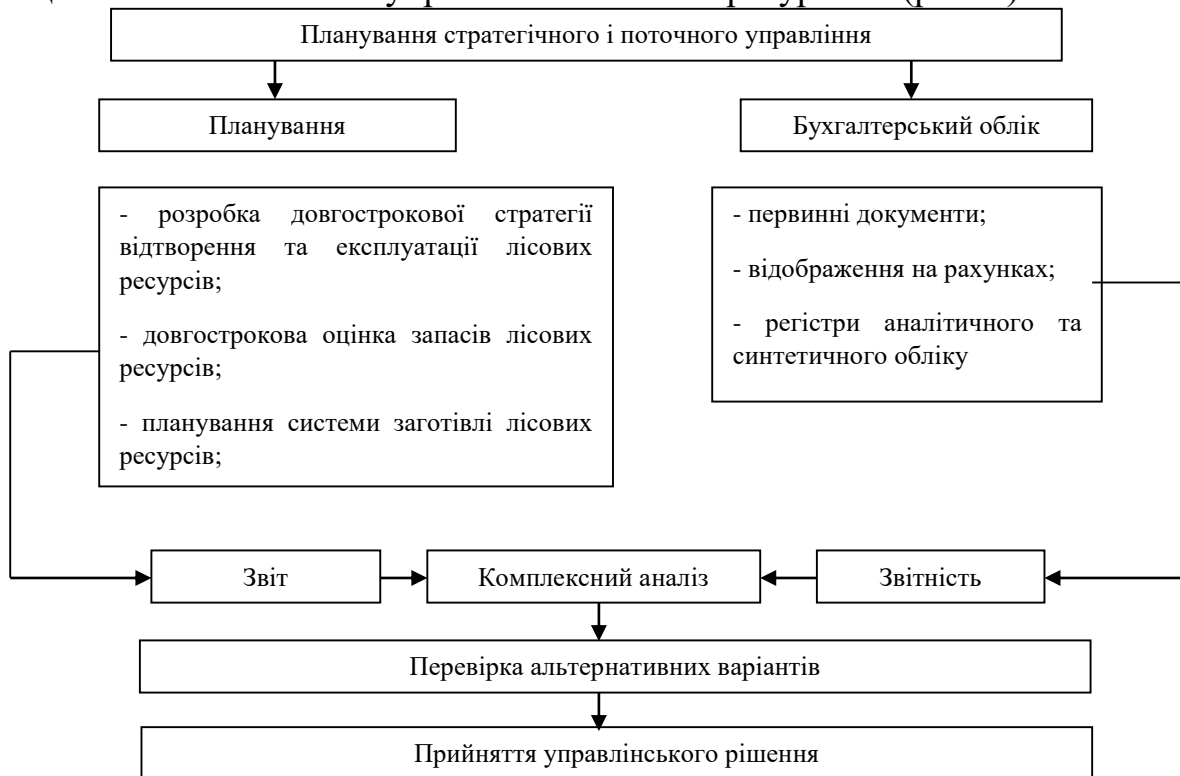 Планування стратегічного і поточного управління
Планування
Бухгалтерський облік
- розробка довгострокової стратегії
відтворення та експлуатації лісових
ресурсів;
- довгострокова оцінка запасів лісових
ресурсів;
- планування системи заготівлі лісових
ресурсів;
- первинні документи;
- відображення на рахунках;
- регістри аналітичного та
синтетичного обліку
Звіт
Комплексний аналіз
Звітність
Перевірка альтернативних варіантів
Прийняття управлінського рішення